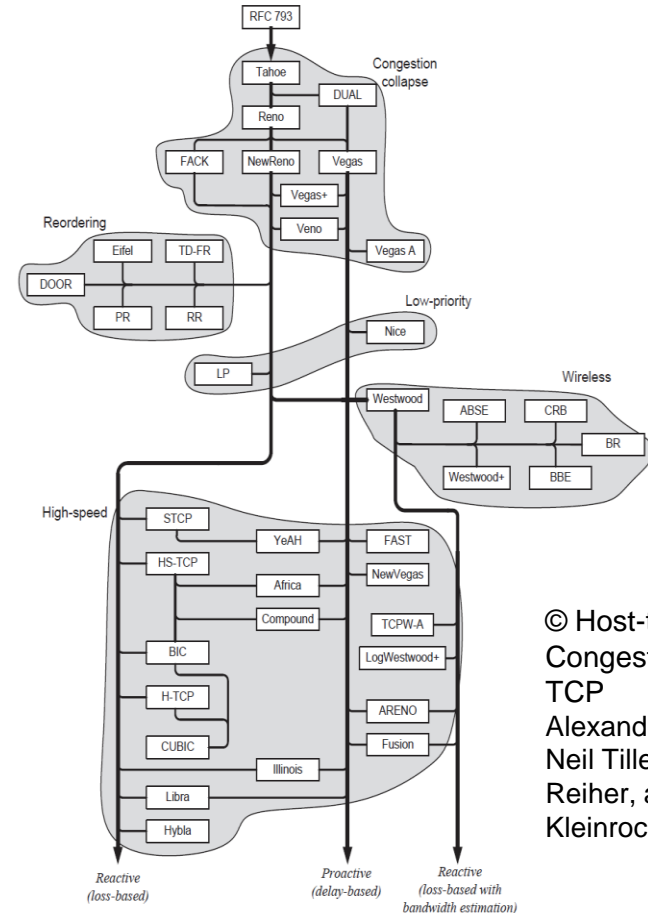 RFC 793
Tahoe
Congestion
collapse
DUAL
Reno
FACK
NewReno
Vegas
Vegas+
Veno
Vegas A
Reordering
Eifel
TD-FR
DOOR
PR
RR
Low-priority
Nice
LP
Wireless
Westwood
ABSE
CRB
BR
Westwood+
BBE
High-speed
STCP
YeAH
FAST
HS-TCP
NewVegas
Africa
Compound
TCPW-A
BIC
LogWestwood+
H-TCP
ARENO
CUBIC
Fusion
Illinois
Libra
Hybla
Reactive
(loss-based)
Proactive
(delay-based)
Reactive
(loss-based with
bandwidth estimation)
© Host-
Congest
TCP
Alexand
Neil Tille
Reiher, a
Kleinroc